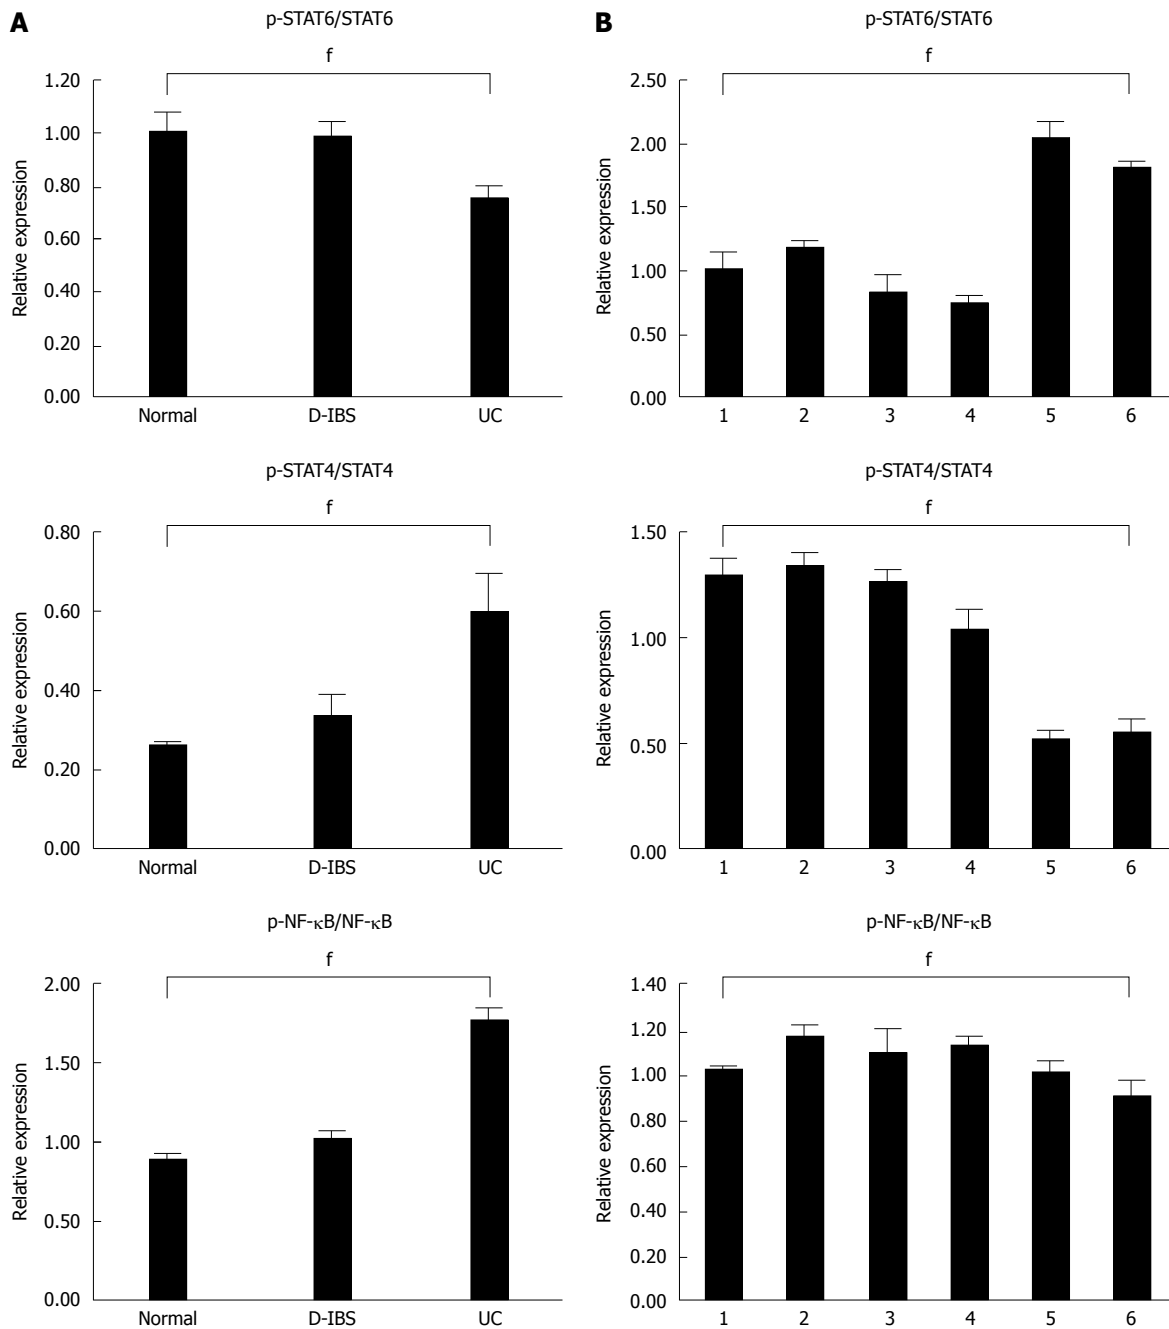 A
p-STAT6/STAT6
f
Relative expression
1.20
1.00
0.80
0.60
0.40
0.20
0.00
Normal D-IBS UC
p-STAT4/STAT4
f
Relative expression
0.80
0.60
0.40
0.20
0.00
Normal D-IBS UC
p-NF-κB/NF-κB
f
Relative expression
2.00
1.50
1.00
0.50
0.00
Normal D-IBS UC
B
p-STAT6/STAT6
f
Relative expression
2.50
2.00
1.50
1.00
0.50
0.00
1 2 3 4 5 6
p-STAT4/STAT4
f
Relative expression
1.50
1.00
0.50
0.00
1 2 3 4 5 6
p-NF-κB/NF-κB
f
Relative expression
1.40
1.20
1.00
0.80
0.60
0.40
0.20
0.00
1 2 3 4 5 6